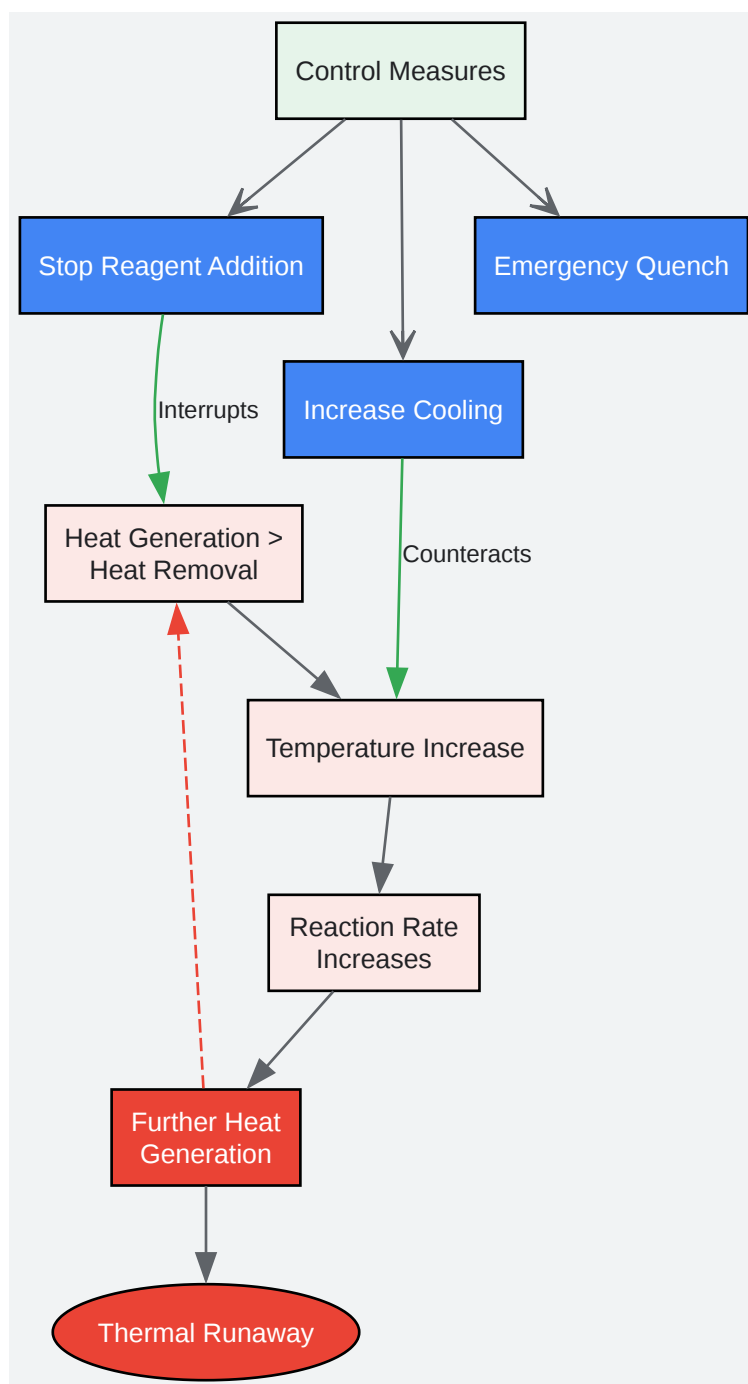 Control Measures
Stop Reagent Addition
Emergency Quench
Interrupts
Increase Cooling
Heat Generation >
Heat Removal
Counteracts
Temperature Increase
Reaction Rate
Increases
Further Heat
Generation
Thermal Runaway